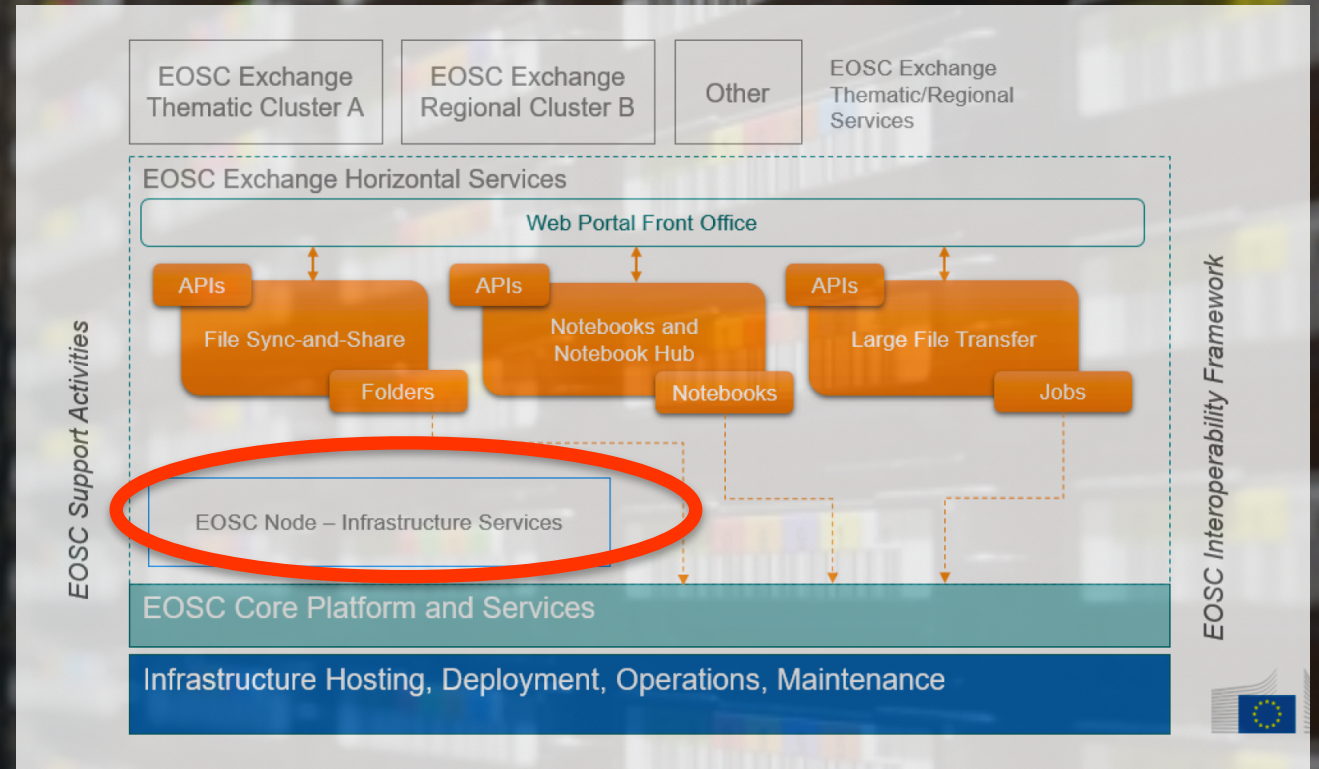 EOSC Exchange
Thematic Cluster A
EOSC Exchange
Regional Cluster B
Other
EOSC Exchange
Thematic/Regional
Services
EOSC Exchange Horizontal Services
Web Portal Front Office
APIs
File Sync-and-Share
Folders
APIs
Notebooks and
Notebook Hub
Notebooks
APIs
Large File Transfer
Jobs
EOSC Node – Infrastructure Services
EOSC Core Platform and Services
Infrastructure Hosting, Deployment, Operations, Maintenance
EOSC Support Activities
EOSC Interoperability Framework